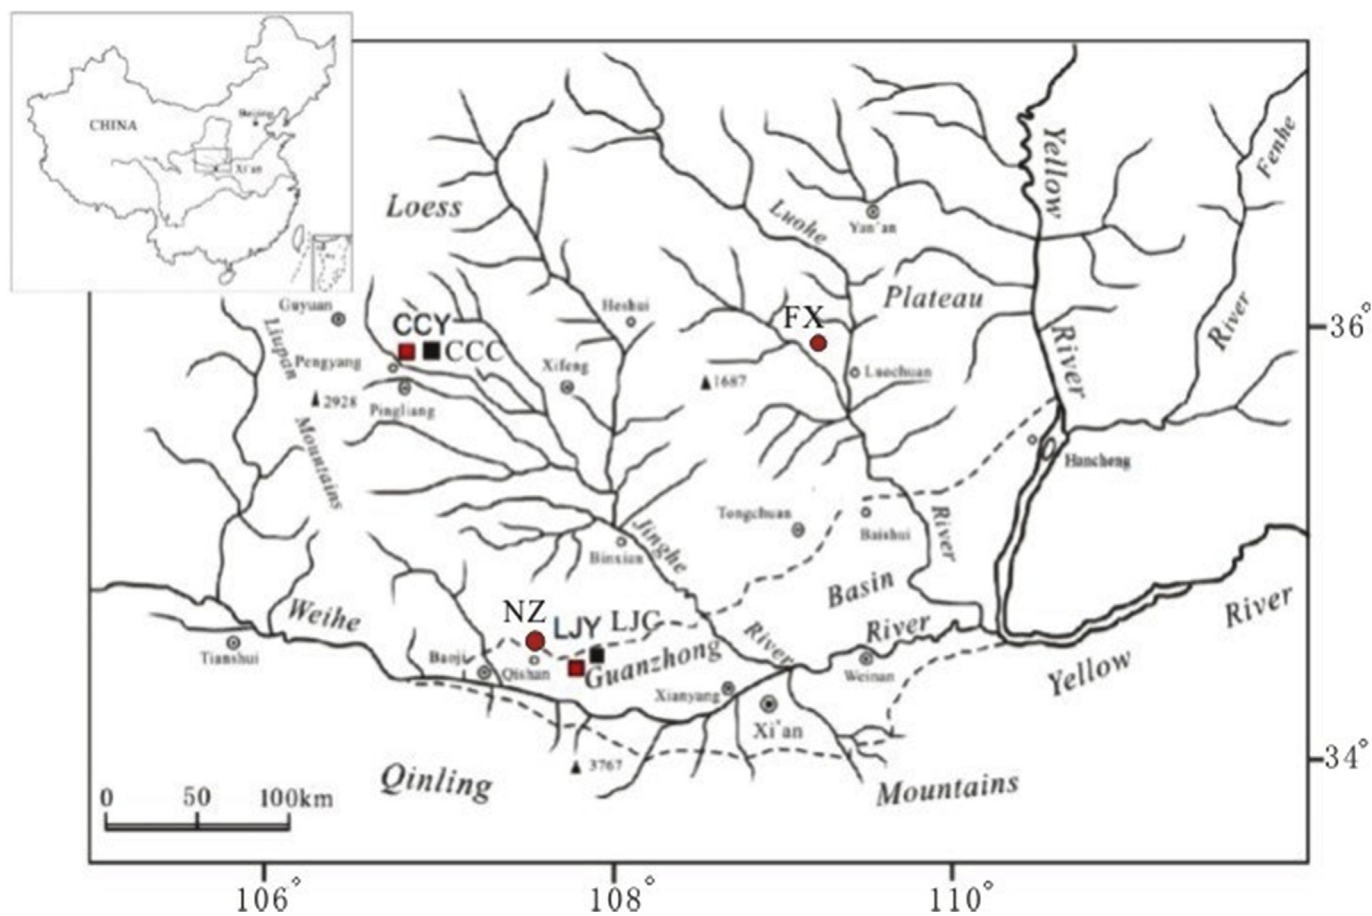 CHINA
Beijing
Xi'an
Loess
Yellow
River
Fenhe
River
Luohe
Yan'an
Plateau
Guyuan
Liupan
Mountains
CCY
CCC
Pengyang
Pingliang
2928
Heshui
Xifeng
FX
1687
Luochuan
36°
Hancheng
Tongchuan
Baishui
River
Jinghe
River
Binxian
Basin
Weihe
River
Tianshui
NZ
LJY
LJC
Baoji
Qishan
Guanzhong
Xianyang
Weinan
Xi'an
Yellow
River
3767
Qinling
Mountains
34°
0 50 100km
106° 108° 110°